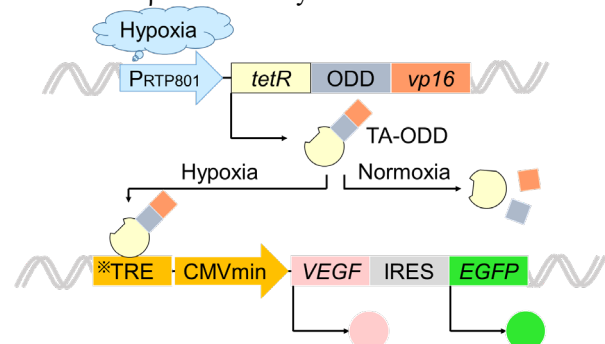 Hypoxia
PRTP801 tetR ODD vp16
TA-ODD
Hypoxia Normoxia
※TRE CMVmin VEGF IRES EGFP